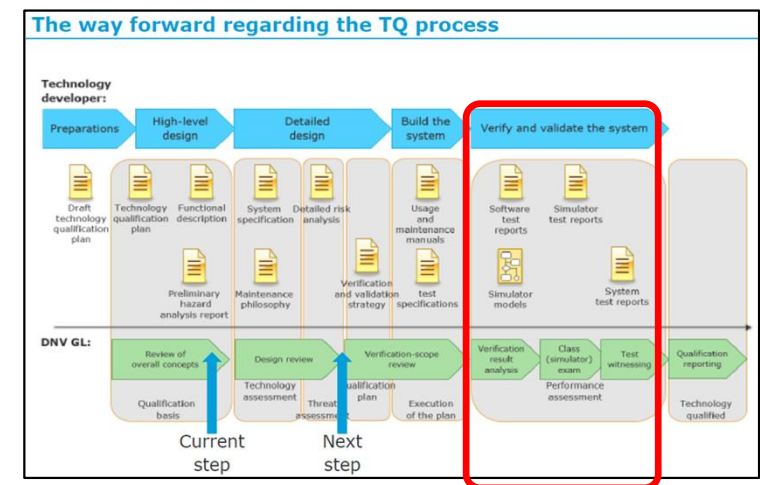 The way forward regarding the TQ process
Technology
developer:
Preparations
High-level
design
Detailed
design
Build the
system
Verify and validate the system
Draft
technology
qualification
plan
Technology
qualification
plan
Functional
description
System
specification
Detailed risk
analysis
Usage
and
maintenance
manuals
Software
test
reports
Simulator
test reports
Preliminary
hazard
analysis report
Maintenance
philosophy
Verification
and validation
strategy
test
specifications
Simulator
models
System
test reports
DNV GL:
Review of
overall concepts
Design review
Verification-scope
review
Verification
result
analysis
Class
(simulator)
exam
Test
witnessing
Qualification
reporting
Qualification
basis
Technology
assessment
Threat
assessment
ualification
plan
Execution
of the plan
Performance
assessment
Technology
qualified
Current
step
Next
step